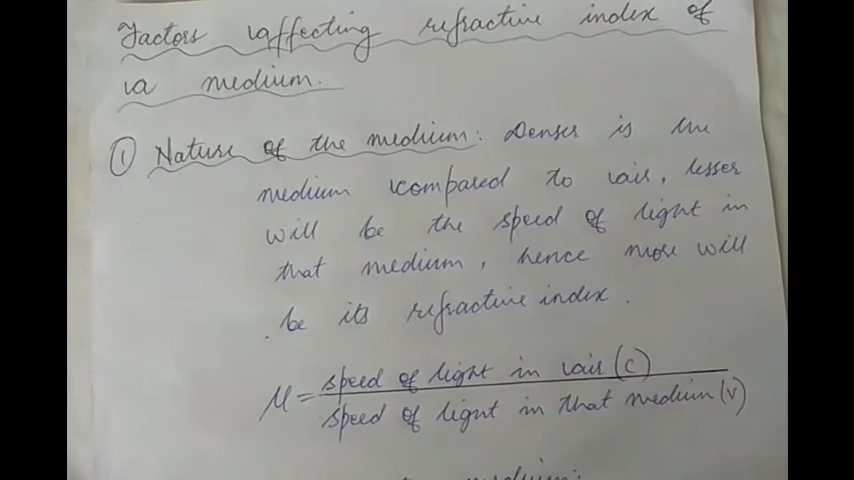 Factors affecting refractive index of
a medium.
① Nature of the medium: Denser is the
medium compared to air, lesser
will be the speed of light in
that medium, hence more will
be its refractive index.
μ = speed of light in air (C)
speed of light in that medium (V)
medium: